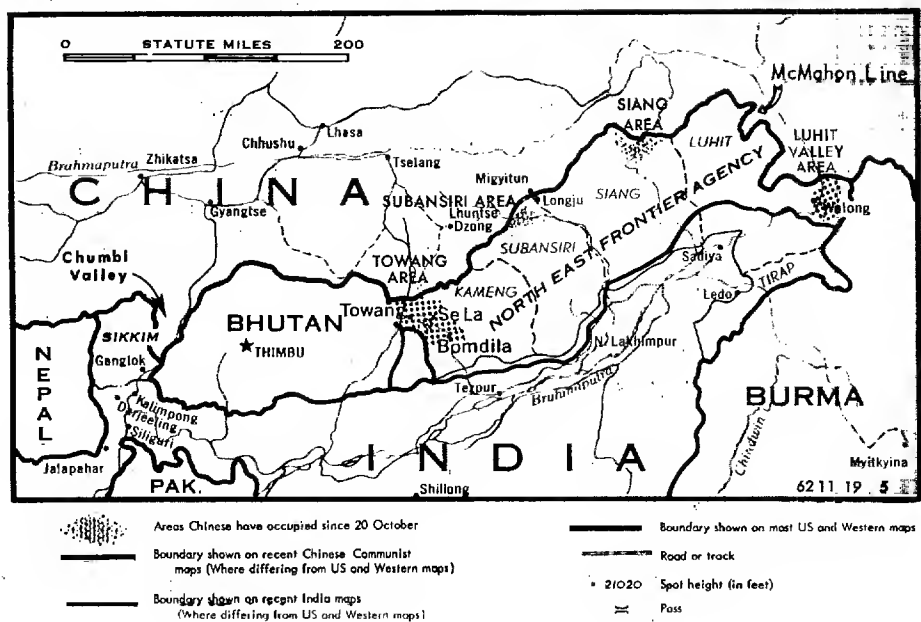 0 STATUTE MILES 200
McMahon Line
SIANG AREA
LUHIT
LUHIT VALLEY AREA
Walong
Lhasa
Chhushu
Brahmaputra
Zhikatsa
Tselang
CHINA
Migyitun
SIANG
SUBANSIRI AREA
Longju
Gyangtse
Lhuntse Dzong
NORTH EAST FRONTIER AGENCY
SUBANSIRI
Chumbi Valley
TOWANG AREA
Sadiya
TIRAP
KAMENG
Ledo
Towang
Se La
BHUTAN
SIKKIM
THIMBU
Bomdila
N. Lakhimpur
NEPAL
Ganglok
Tezpur
Brahmaputra
BURMA
Kalimpong
Darjeeling
Siliguri
INDIA
Chindwin
Jalapahar
Myitkyina
PAK.
Shillong
62 11 19 5
Areas Chinese have occupied since 20 October
Boundary shown on recent Chinese Communist
maps (Where differing from US and Western maps)
Boundary shown on recent India maps
(Where differing from US and Western maps)
Boundary shown on most US and Western maps
Road or track
• 21020 Spot height (in feet)
Pass